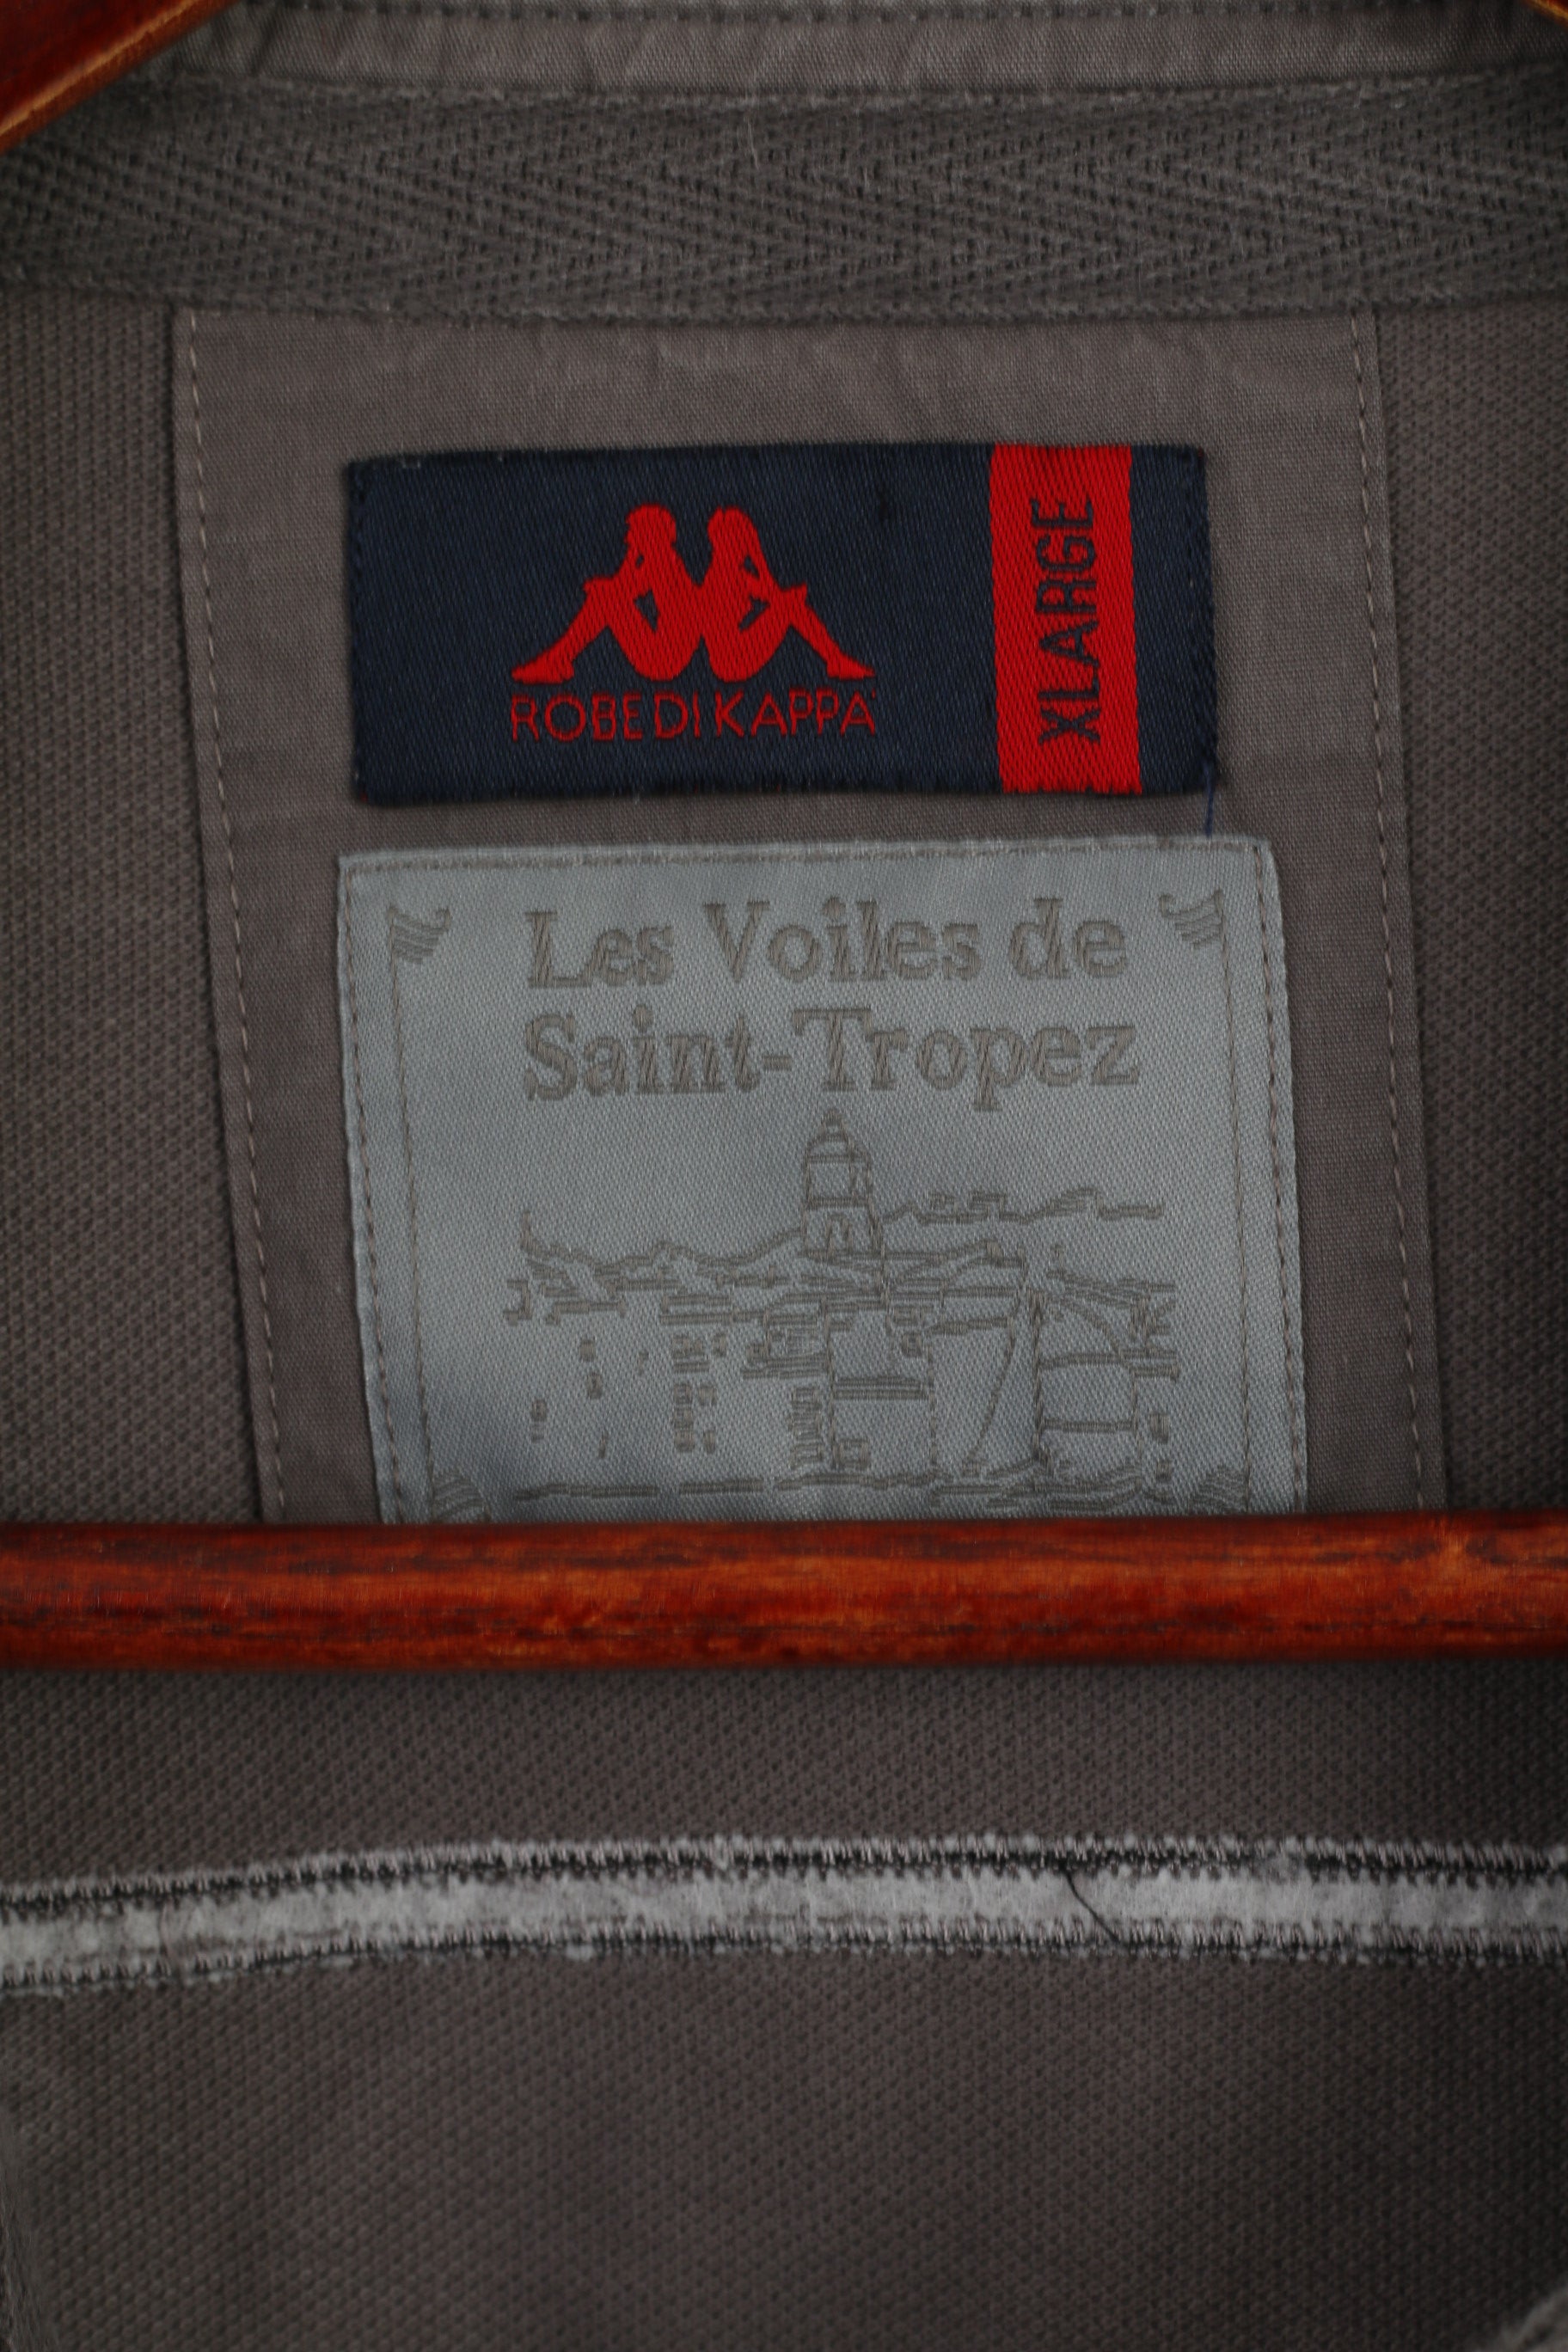 ROBE DI KAPPA
XLARGE
Les Voiles de
Saint-Tropez